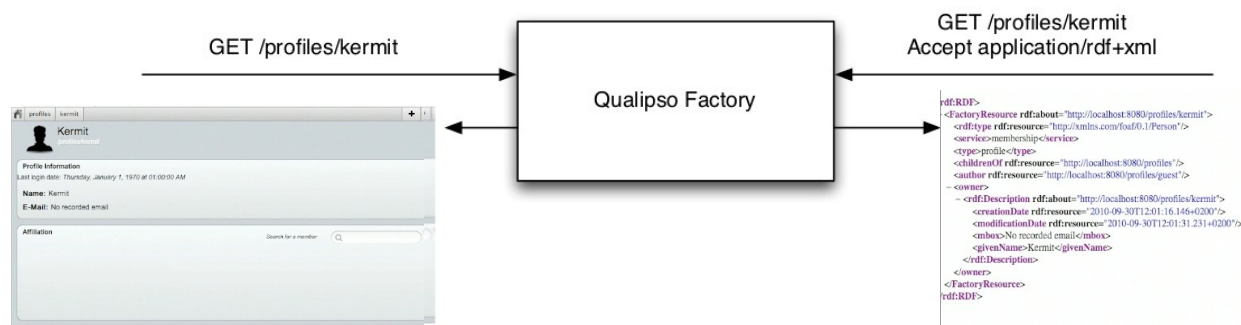 GET /profiles/kermit
Qualipso Factory
GET /profiles/kermit
Accept application/rdf+xml
profiles kermit +
Kermit
profiles/kermit
Profile Information
Last login date: Thursday, January 1, 1970 at 01:00:00 AM
Name: Kermit
E-Mail: No recorded email
Affiliation
Search for a member
rdf:RDF>
- <FactoryResource rdf:about="http://localhost:8080/profiles/kermit">
<rdf:type rdf:resource="http://xmlns.com/foaf/0.1/Person"/>
<service>membership</service>
<type>profile</type>
<childrenOf rdf:resource="http://localhost:8080/profiles"/>
<author rdf:resource="http://localhost:8080/profiles/guest"/>
- <owner>
- <rdf:Description rdf:about="http://localhost:8080/profiles/kermit">
<creationDate rdf:resource="2010-09-30T12:01:16.146+0200"/>
<modificationDate rdf:resource="2010-09-30T12:01:31.231+0200"/>
<mbox>No recorded email</mbox>
<givenName>Kermit</givenName>
</rdf:Description>
</owner>
</FactoryResource>
/rdf:RDF>